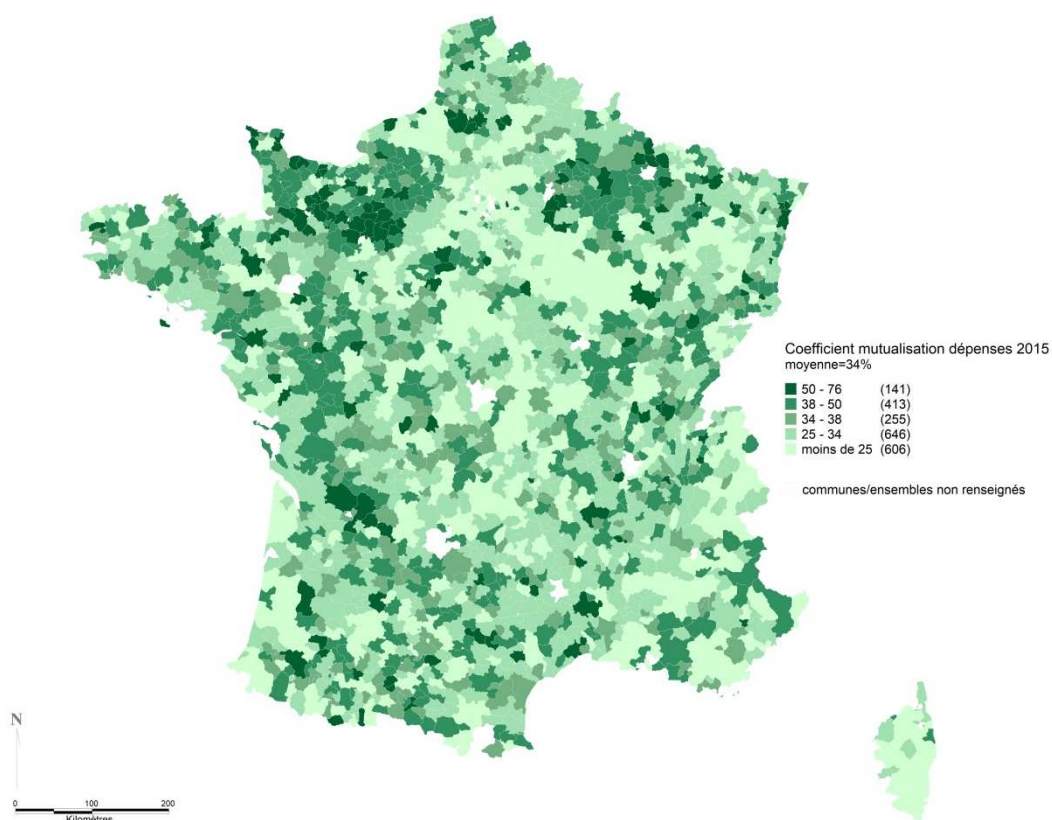 Coefficient mutualisation dépenses 2015
moyenne=34%
50 - 76 (141)
38 - 50 (413)
34 - 38 (255)
25 - 34 (646)
moins de 25 (606)
communes/ensembles non renseignés
N
0 100 200
Kilomètres